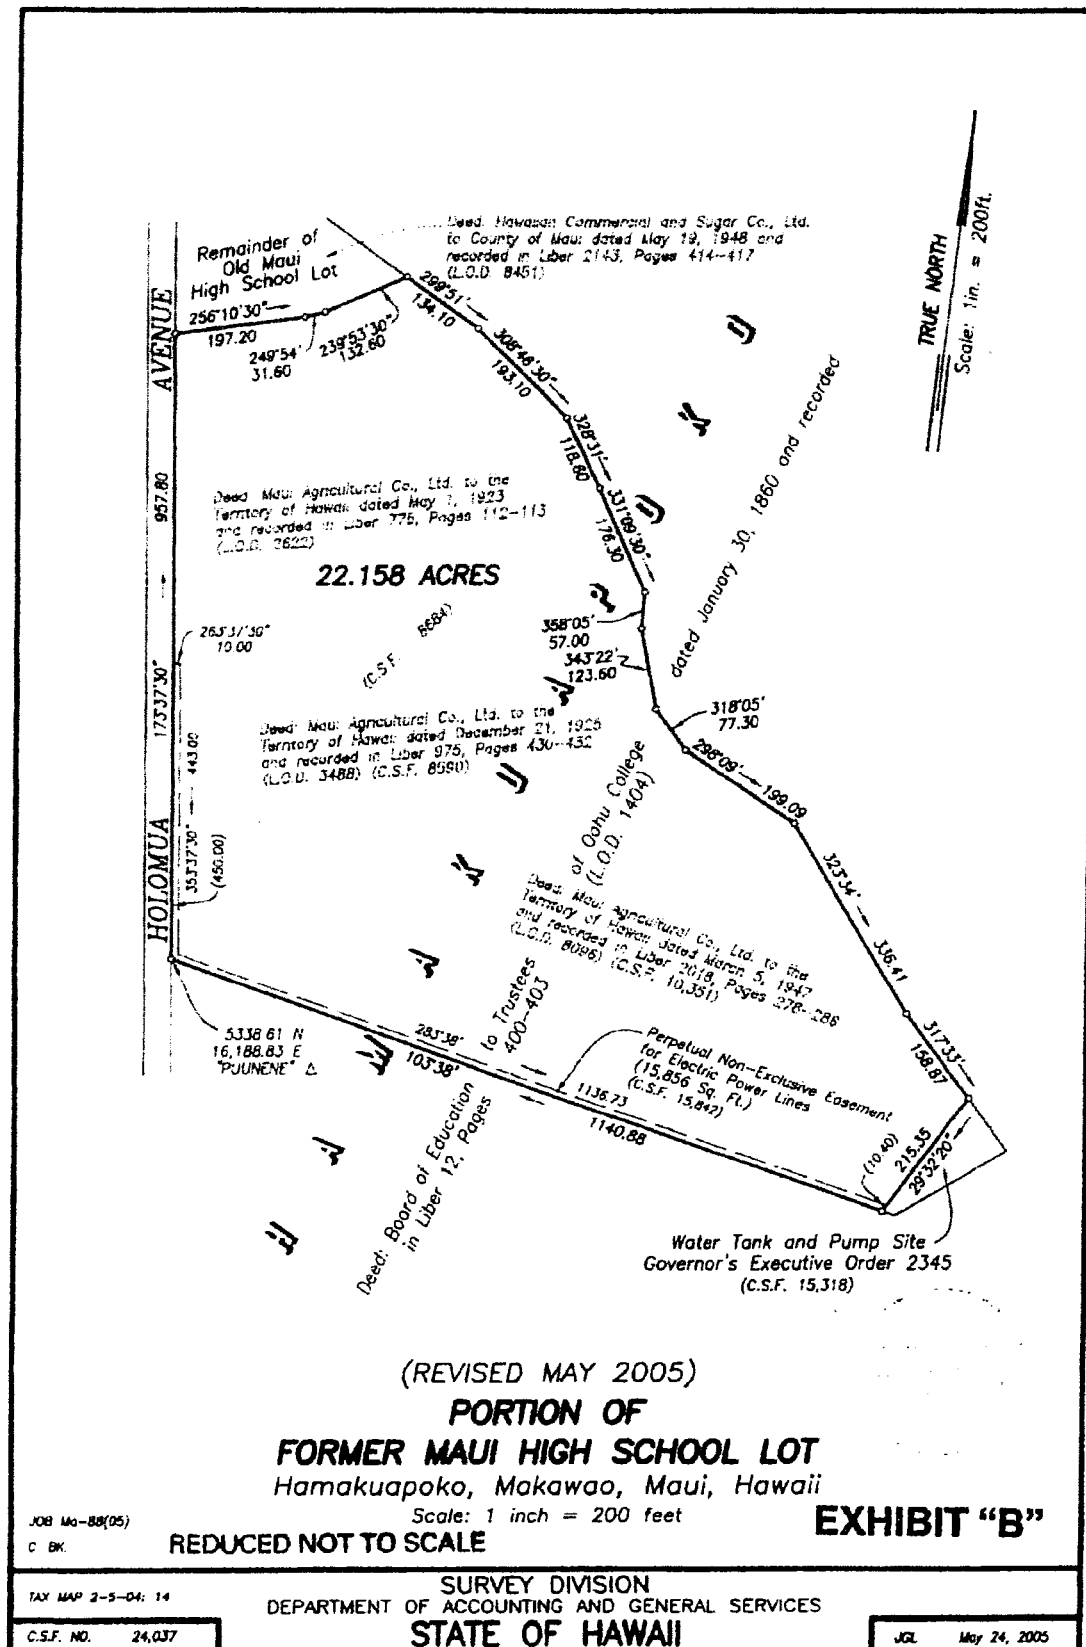 Deed: Hawaiian Commercial and Sugar Co., Ltd.
to County of Maui dated May 19, 1948 and
recorded in Liber 2143, Pages 414-417
(L.O.D. 8451)
Remainder of
Old Maui
High School Lot
256°10'30"
197.20
249°54'
31.60
239°53'30"
132.60
299°51'
134.10
308°48'30"
193.10
328°31'
118.60
331°09'30"
176.30
TRUE NORTH
Scale: 1in. = 200ft.
HOLOMUA AVENUE
957.80
173°37'30"
Deed: Maui Agricultural Co., Ltd. to the
Territory of Hawaii dated May 7, 1923
and recorded in Liber 776, Pages 112-113
(L.O.D. 2622)
22.158 ACRES
(C.S.F. 8684)
263°37'30"
10.00
358°05'
57.00
343°22'
123.60
318°05'
77.30
298°09'
199.09
323°34'
336.41
317°33'
158.87
Deed: Maui Agricultural Co., Ltd. to the
Territory of Hawaii dated December 21, 1925
and recorded in Liber 975, Pages 430-432
(L.O.D. 3488) (C.S.F. 8590)
353°37'30"
443.00
(450.00)
HAMAKUAPOKO
Deed: Board of Education
to Trustees
of Oahu College
dated January 30, 1860 and recorded
in Liber 12, Pages
400-403
(L.O.D. 1404)
Deed: Maui Agricultural Co., Ltd. to the
Territory of Hawaii dated March 5, 1947
and recorded in Liber 2018, Pages 278-286
(L.O.D. 8096) (C.S.F. 10,351)
5338.61 N
16,188.83 E
"PUUNENE" △
283°38'
103°38'
1136.73
1140.88
Perpetual Non-Exclusive Easement
for Electric Power Lines
(15,856 Sq. Ft.)
(C.S.F. 15,842)
(10.40)
215.35
29°32'20"
Water Tank and Pump Site
Governor's Executive Order 2345
(C.S.F. 15,318)
(REVISED MAY 2005)
PORTION OF
FORMER MAUI HIGH SCHOOL LOT
Hamakuapoko, Makawao, Maui, Hawaii
Scale: 1 inch = 200 feet
EXHIBIT "B"
JOB Ma-88(05)
C. BK.
REDUCED NOT TO SCALE
TAX MAP 2-5-04: 14
SURVEY DIVISION
DEPARTMENT OF ACCOUNTING AND GENERAL SERVICES
C.S.F. NO. 24,037
STATE OF HAWAII
JGL May 24, 2005